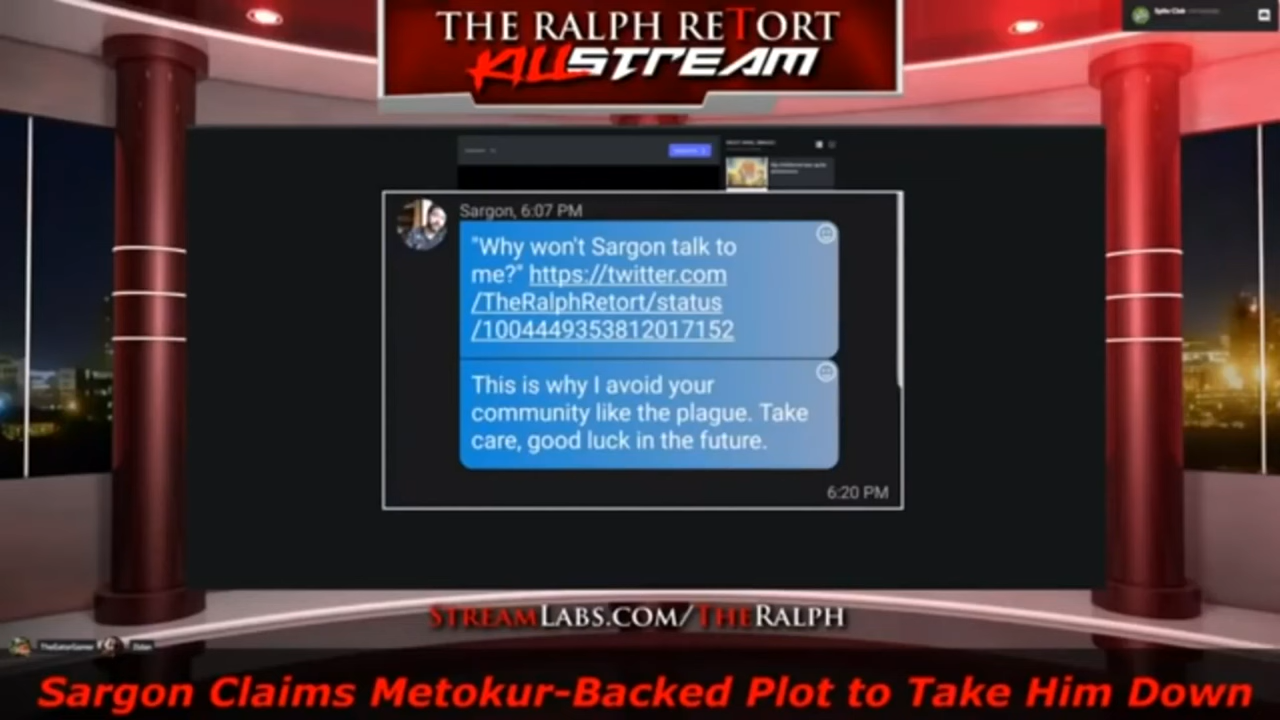 THE RALPH RETORT
KILLSTREAM
Sargon, 6:07 PM
"Why won't Sargon talk to
me?" https://twitter.com
/TheRalphRetort/status
/1004449353812017152
This is why I avoid your
community like the plague. Take
care, good luck in the future.
6:20 PM
STREAMLABS.COM/THERALPH
Sargon Claims Metokur-Backed Plot to Take Him Down